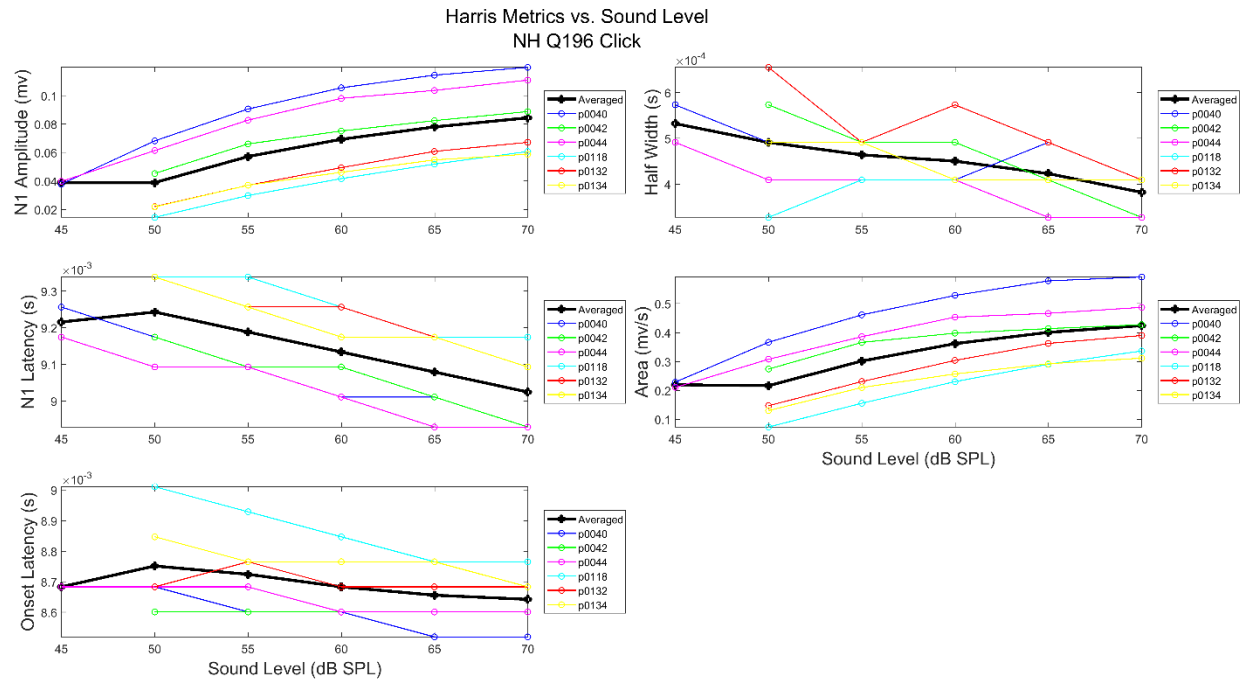 Harris Metrics vs. Sound Level
NH Q196 Click
N1 Amplitude (mv)
0.1
0.08
0.06
0.04
0.02
45 50 55 60 65 70
Averaged
p0040
p0042
p0044
p0118
p0132
p0134
×10⁻⁴
Half Width (s)
6
5
4
45 50 55 60 65 70
Averaged
p0040
p0042
p0044
p0118
p0132
p0134
×10⁻³
N1 Latency (s)
9.3
9.2
9.1
9
45 50 55 60 65 70
Averaged
p0040
p0042
p0044
p0118
p0132
p0134
Area (mv/s)
0.5
0.4
0.3
0.2
0.1
45 50 55 60 65 70
Sound Level (dB SPL)
Averaged
p0040
p0042
p0044
p0118
p0132
p0134
×10⁻³
Onset Latency (s)
9
8.9
8.8
8.7
8.6
45 50 55 60 65 70
Sound Level (dB SPL)
Averaged
p0040
p0042
p0044
p0118
p0132
p0134